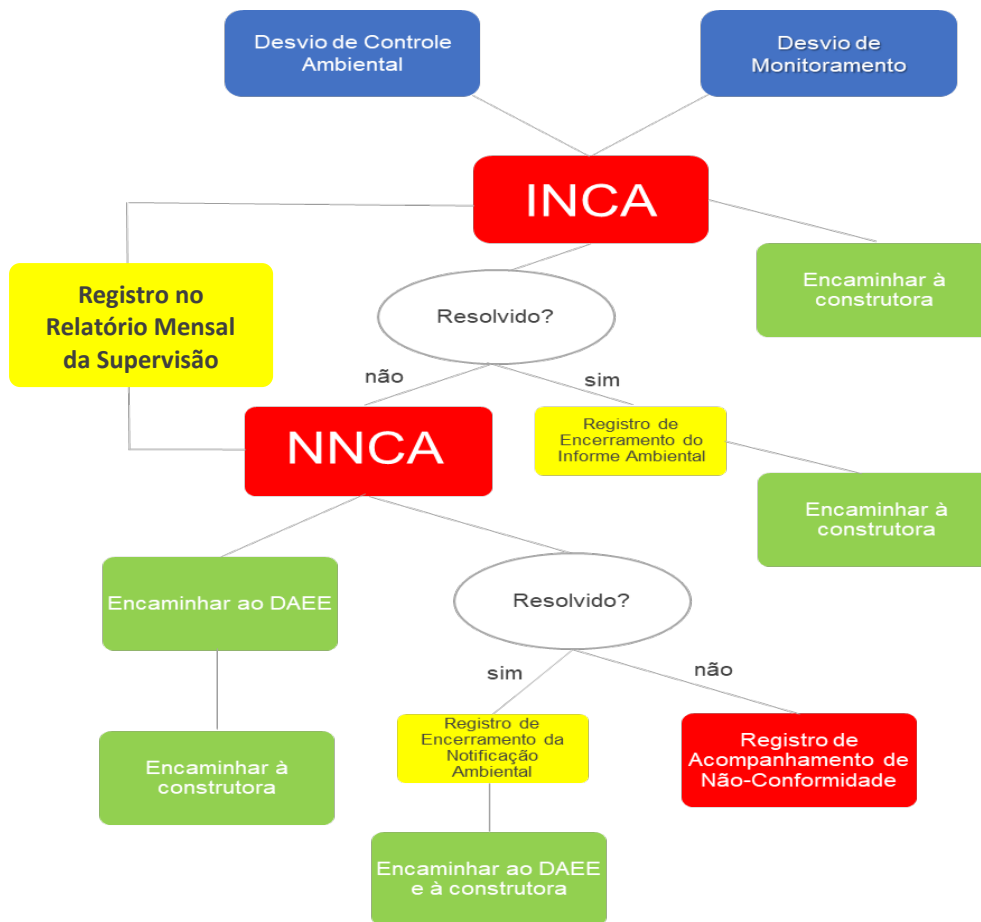 Desvio de Controle
Ambiental
Desvio de
Monitoramento
INCA
Registro no
Relatório Mensal
da Supervisão
Resolvido?
Encaminhar à
construtora
não
sim
NNCA
Registro de
Encerramento do
Informe Ambiental
Encaminhar à
construtora
Encaminhar ao DAEE
Resolvido?
sim
não
Encaminhar à
construtora
Registro de
Encerramento da
Notificação
Ambiental
Registro de
Acompanhamento de
Não-Conformidade
Encaminhar ao DAEE
e à construtora